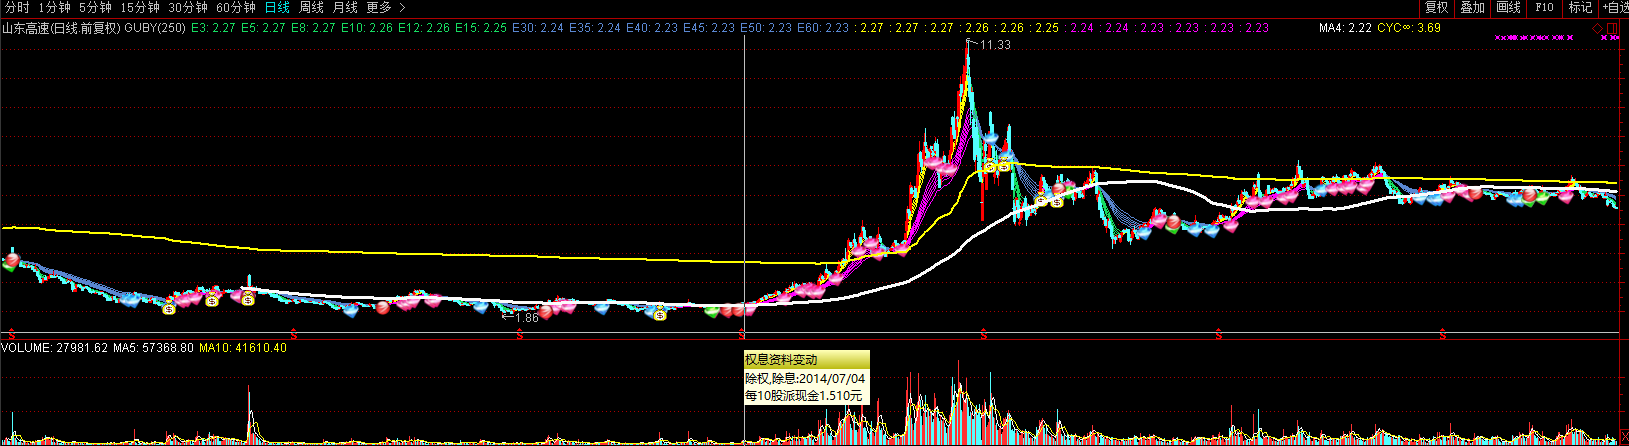 分时 1分钟 5分钟 15分钟 30分钟 60分钟 日线 周线 月线 更多 > 复权 叠加 画线 F10 标记 +自选
山东高速(日线.前复权) GUBY(250) E3: 2.27 E5: 2.27 E8: 2.27 E10: 2.26 E12: 2.26 E15: 2.25 E30: 2.24 E35: 2.24 E40: 2.23 E45: 2.23 E50: 2.23 E60: 2.23 : 2.27 : 2.27 : 2.27 : 2.26 : 2.26 : 2.25 : 2.24 : 2.24 : 2.23 : 2.23 : 2.23 : 2.23 MA4: 2.22 CYC∞: 3.69
11.33
1.86
S S S S S S S
VOLUME: 27981.62 MA5: 57368.80 MA10: 41610.40
权息资料变动
除权,除息:2014/07/04
每10股派现金1.510元